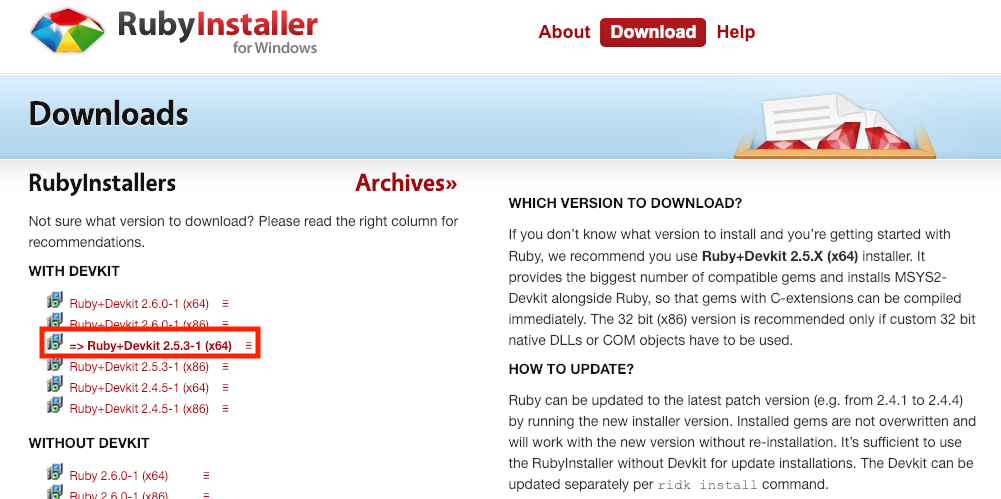 RubyInstaller
for Windows
About Download Help
Downloads
RubyInstallers Archives»
Not sure what version to download? Please read the right column for
recommendations.
WITH DEVKIT
Ruby+Devkit 2.6.0-1 (x64) ≡
Ruby+Devkit 2.6.0-1 (x86) ≡
=> Ruby+Devkit 2.5.3-1 (x64) ≡
Ruby+Devkit 2.5.3-1 (x86) ≡
Ruby+Devkit 2.4.5-1 (x64) ≡
Ruby+Devkit 2.4.5-1 (x86) ≡
WITHOUT DEVKIT
Ruby 2.6.0-1 (x64) ≡
Ruby 2.6.0-1 (x86) ≡
WHICH VERSION TO DOWNLOAD?
If you don’t know what version to install and you’re getting started with
Ruby, we recommend you use Ruby+Devkit 2.5.X (x64) installer. It
provides the biggest number of compatible gems and installs MSYS2-
Devkit alongside Ruby, so that gems with C-extensions can be compiled
immediately. The 32 bit (x86) version is recommended only if custom 32 bit
native DLLs or COM objects have to be used.
HOW TO UPDATE?
Ruby can be updated to the latest patch version (e.g. from 2.4.1 to 2.4.4)
by running the new installer version. Installed gems are not overwritten and
will work with the new version without re-installation. It’s sufficient to use
the RubyInstaller without Devkit for update installations. The Devkit can be
updated separately per ridk install command.